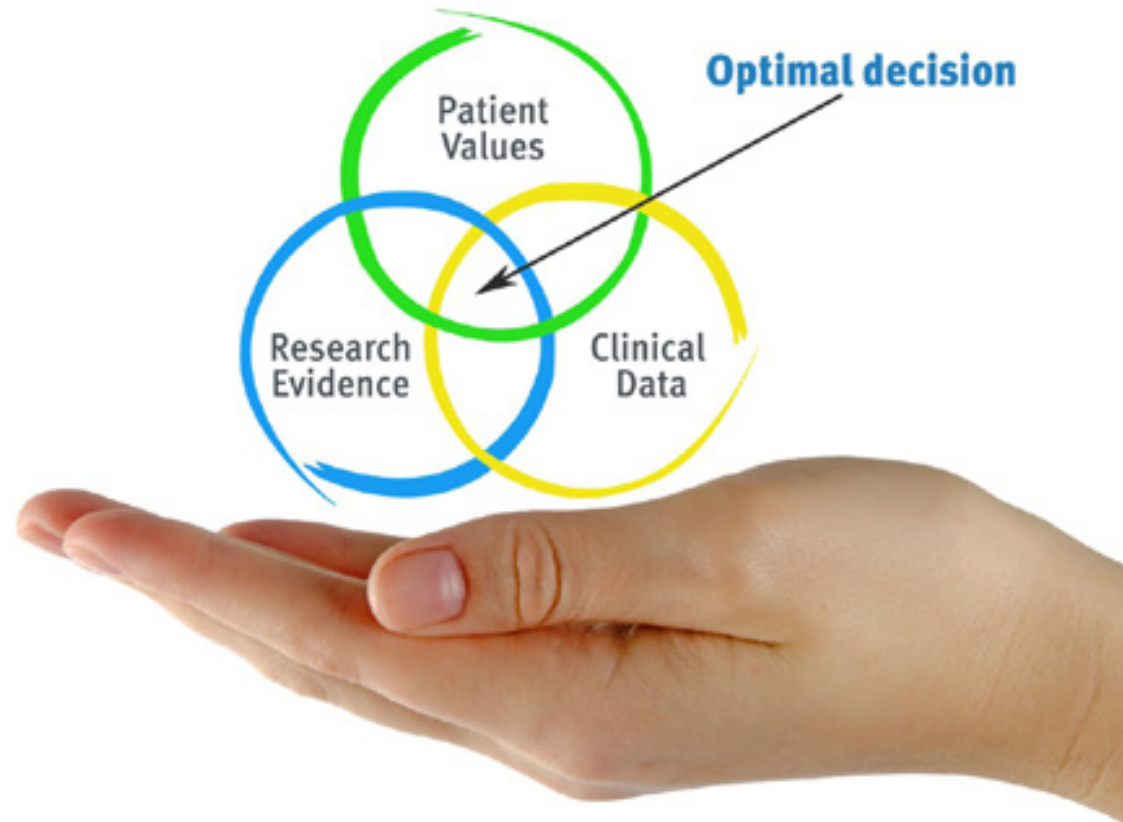 Optimal decision
Patient
Values
Research
Evidence
Clinical
Data